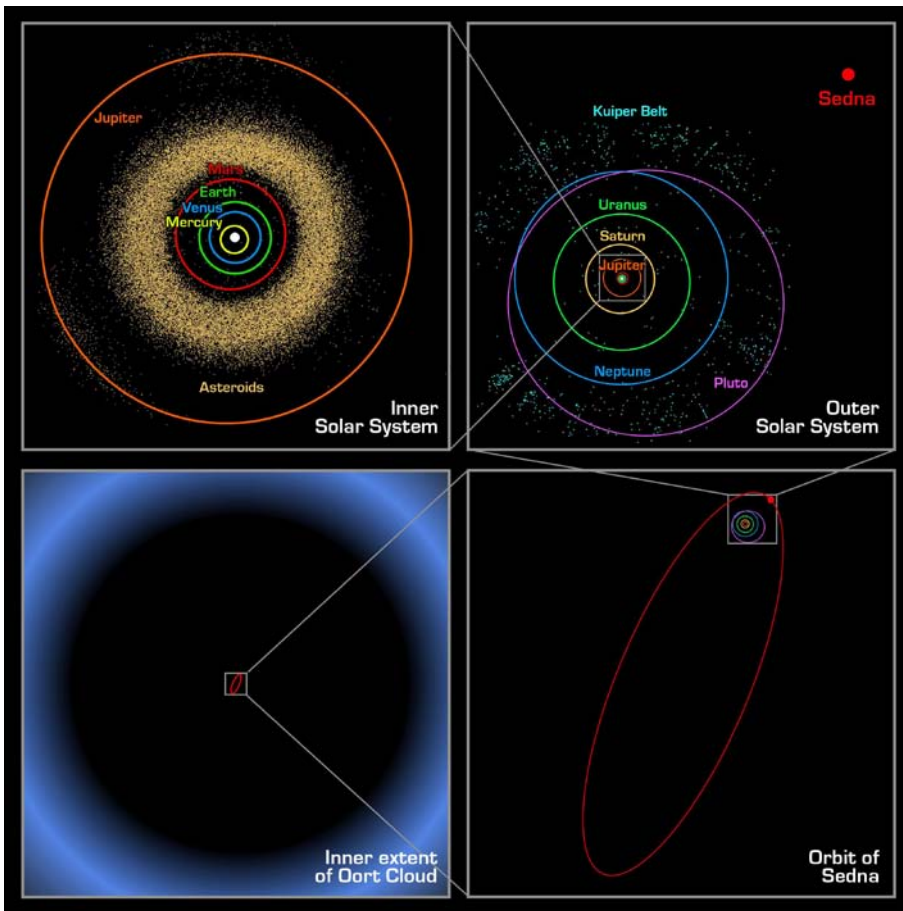 Jupiter
Mars
Earth
Venus
Mercury
Asteroids
Inner
Solar System
Sedna
Kuiper Belt
Uranus
Saturn
Jupiter
Neptune
Pluto
Outer
Solar System
Inner extent
of Oort Cloud
Orbit of
Sedna